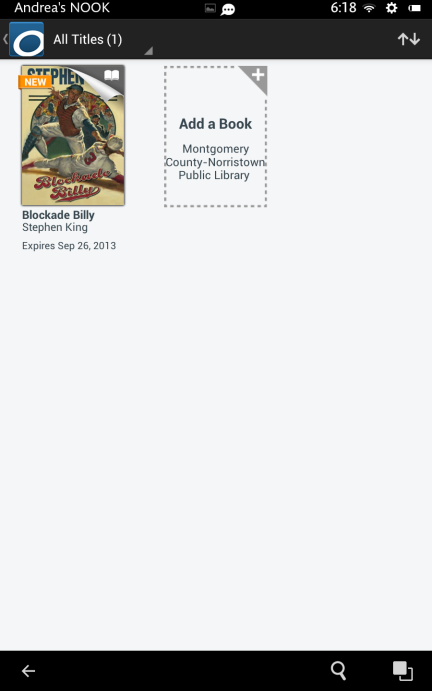 Andrea's NOOK
6:18
All Titles (1)
STEPHEN
NEW
Blockade
Billy
Add a Book
Montgomery
County-Norristown
Public Library
Blockade Billy
Stephen King
Expires Sep 26, 2013